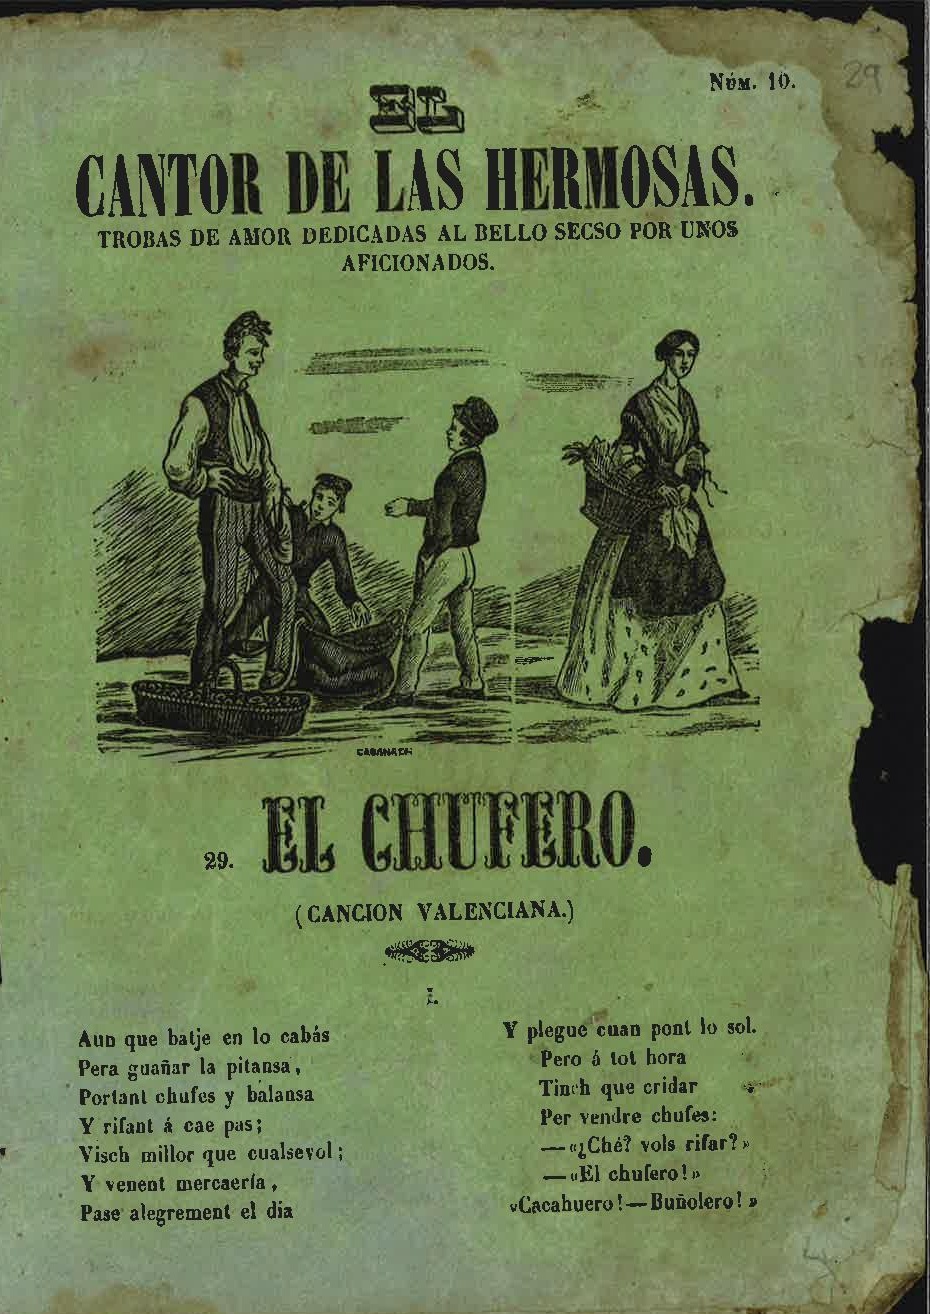 Núm. 10.
29
EL
CANTOR DE LAS HERMOSAS.
TROBAS DE AMOR DEDICADAS AL BELLO SECSO POR UNOS
AFICIONADOS.
CABANACH
29. EL CHUFERO.
(CANCION VALENCIANA.)
I.
Aun que batje en lo cabás
Pera guañar la pitansa,
Portant chufes y balansa
Y rifant á cae pas;
Visch millor que cualsevol;
Y venent mercaería,
Pase alegrement el dia
Y plegue cuan pont lo sol.
Pero á tot hora
Tinch que cridar
Per vendre chufes:
—«¿Ché? vols rifar?»
—«El chufero!»
«Cacahuero!—Buñolero!»